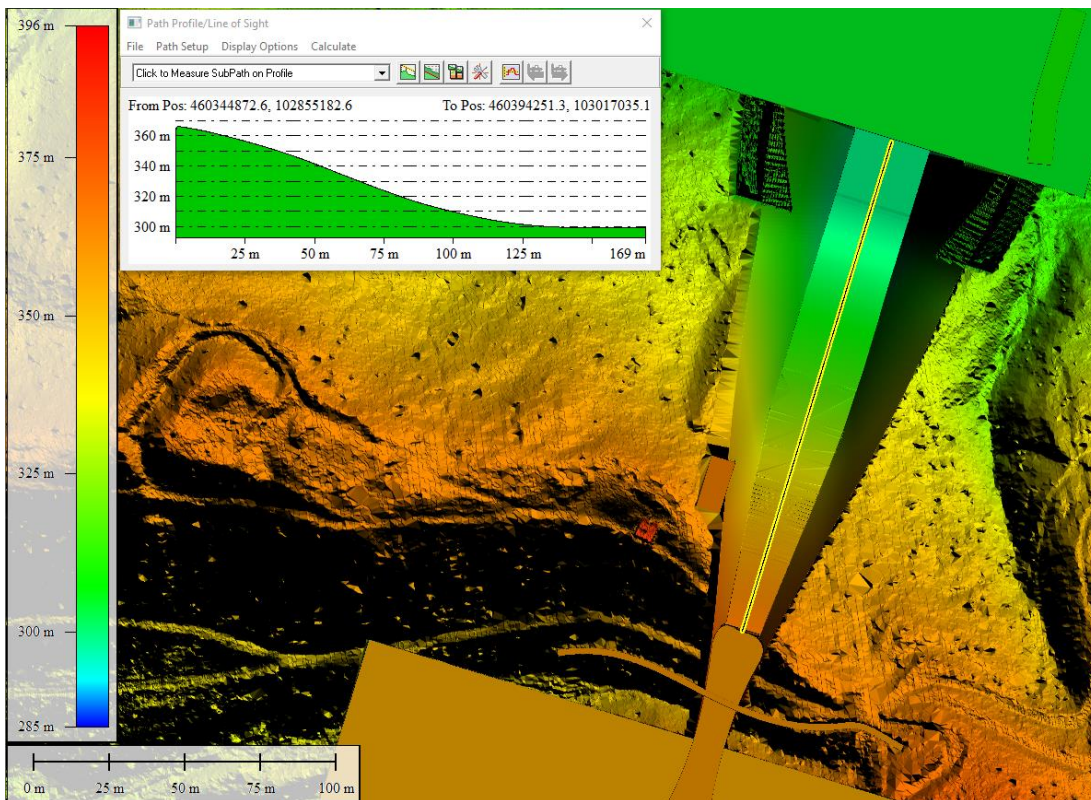 396 m
375 m
350 m
325 m
300 m
285 m
Path Profile/Line of Sight
File Path Setup Display Options Calculate
Click to Measure SubPath on Profile
From Pos: 460344872.6, 102855182.6 To Pos: 460394251.3, 103017035.1
360 m
340 m
320 m
300 m
25 m 50 m 75 m 100 m 125 m 169 m
0 m 25 m 50 m 75 m 100 m